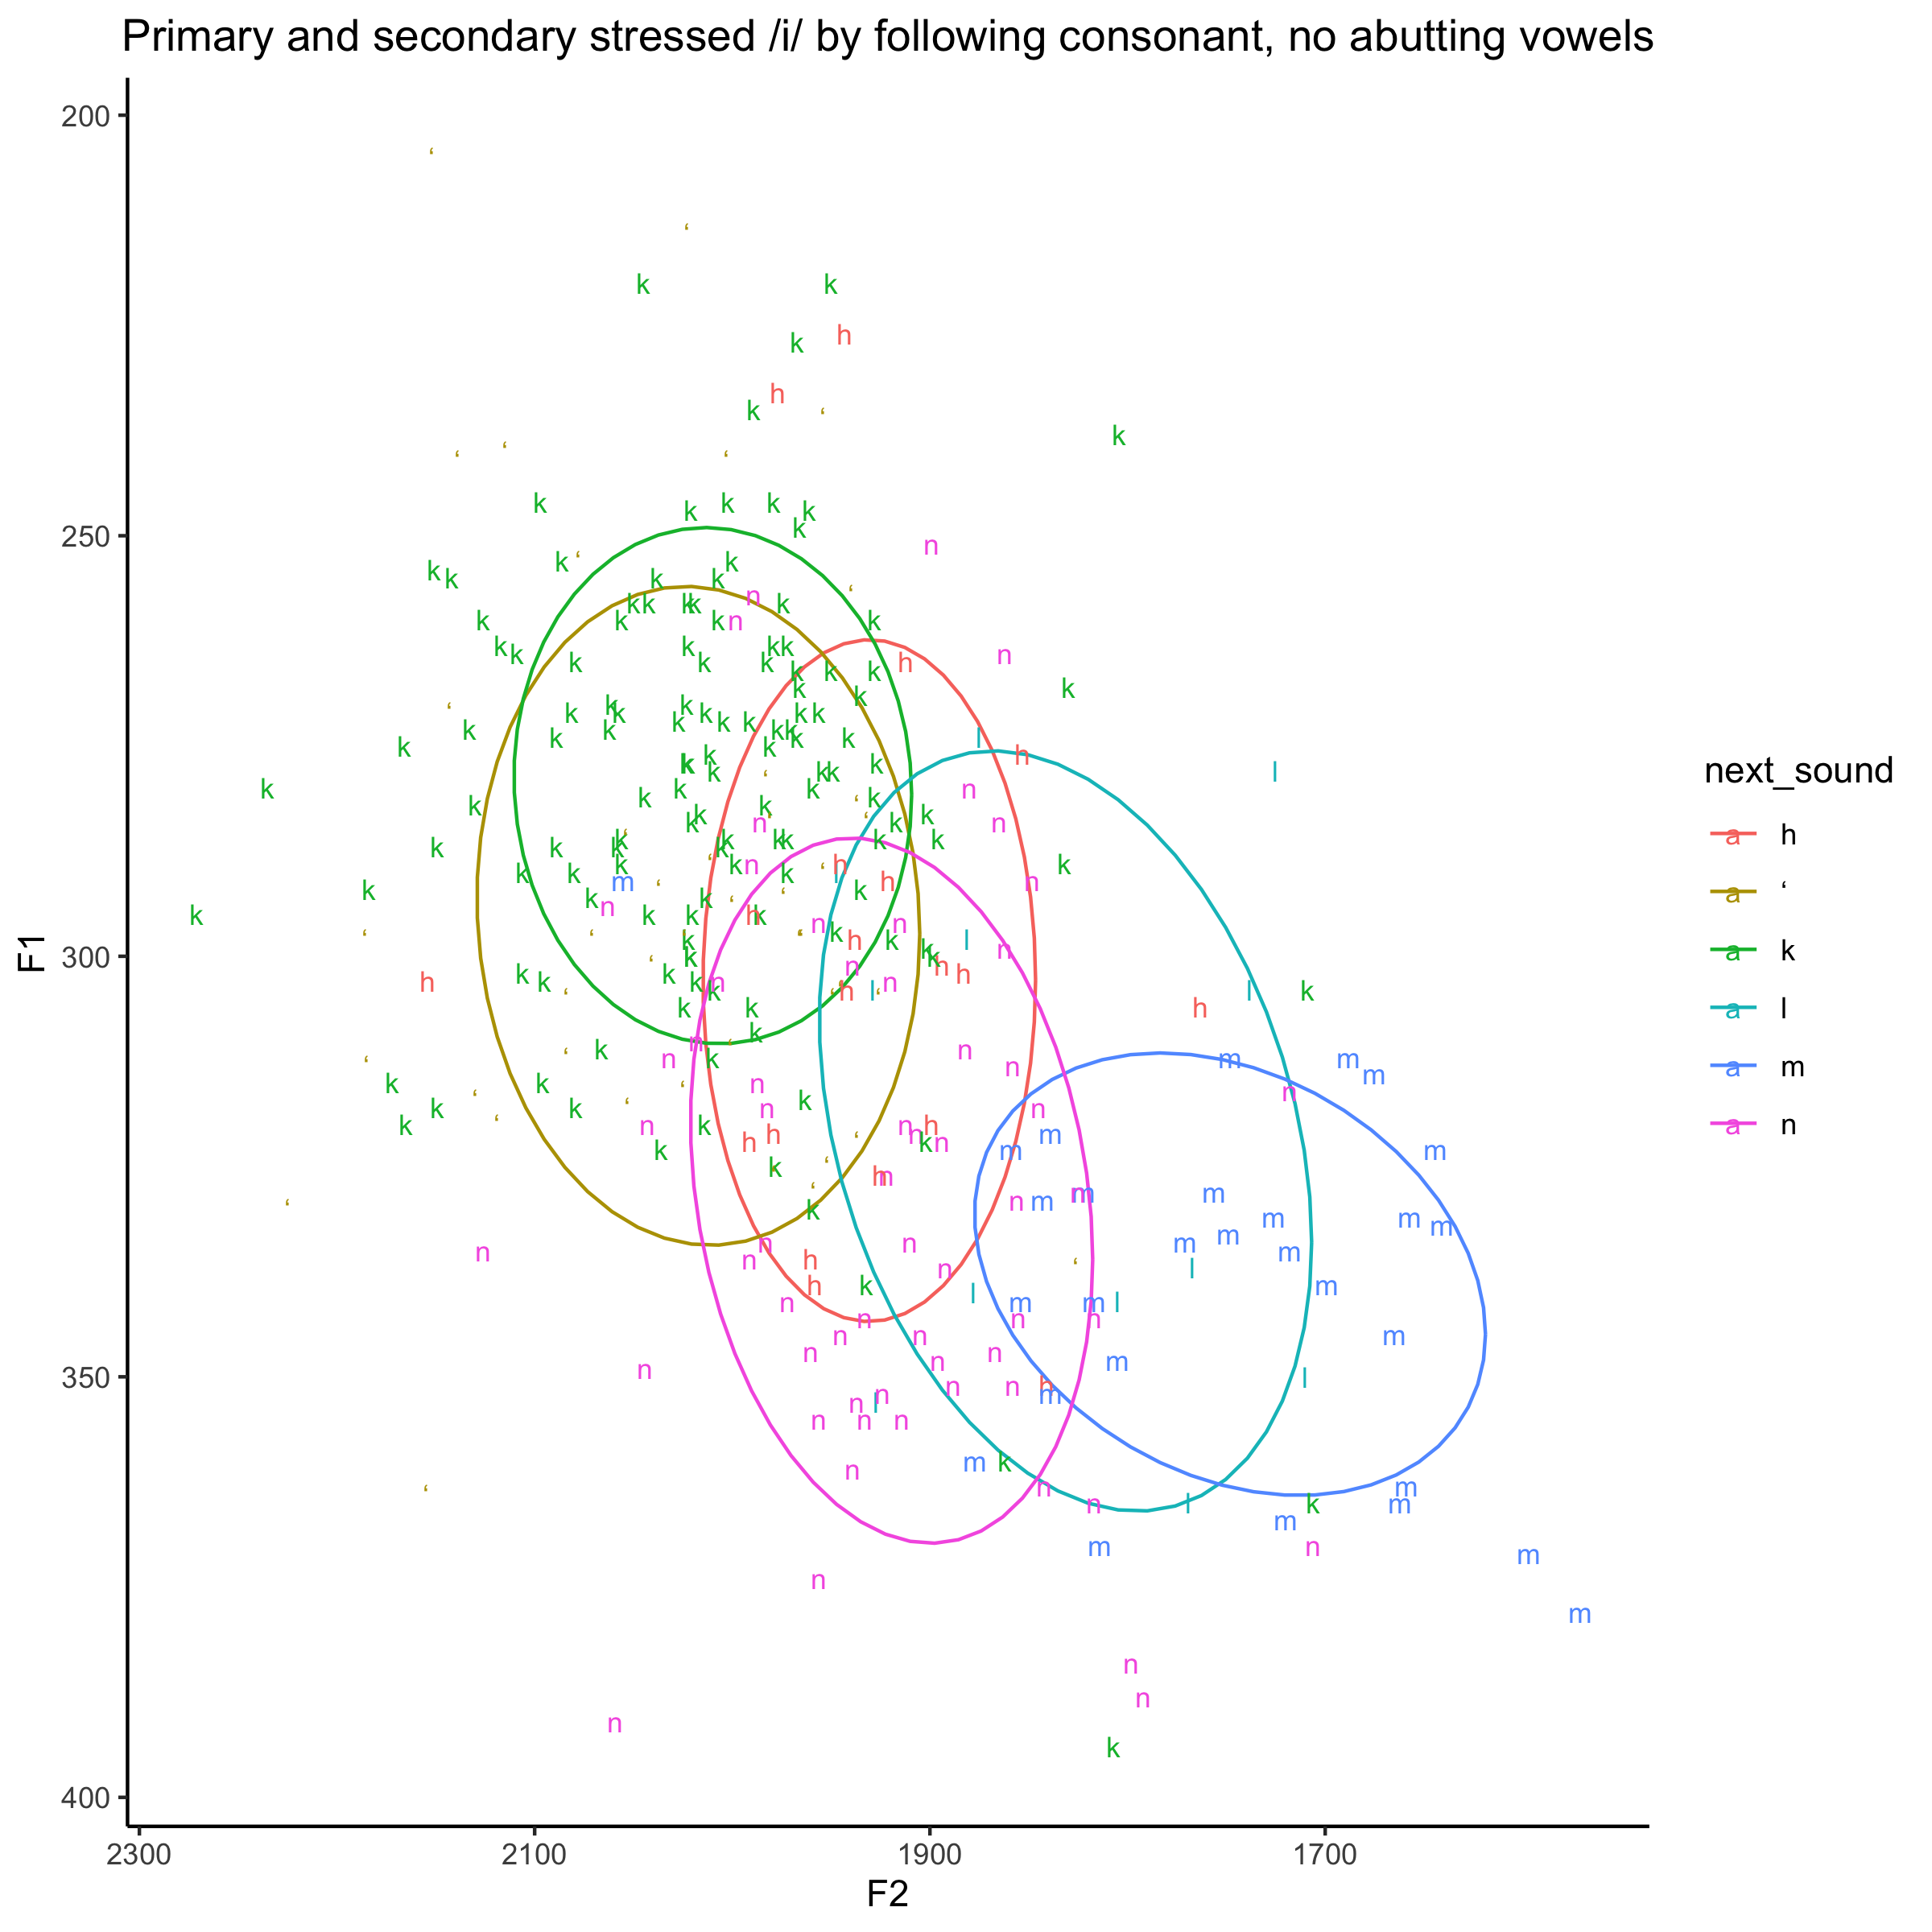 Primary and secondary stressed /i/ by following consonant, no abutting vowels
200
250
300
350
400
F1
2300
2100
1900
1700
F2
next_sound
a h
a ‘
a k
a l
a m
a n